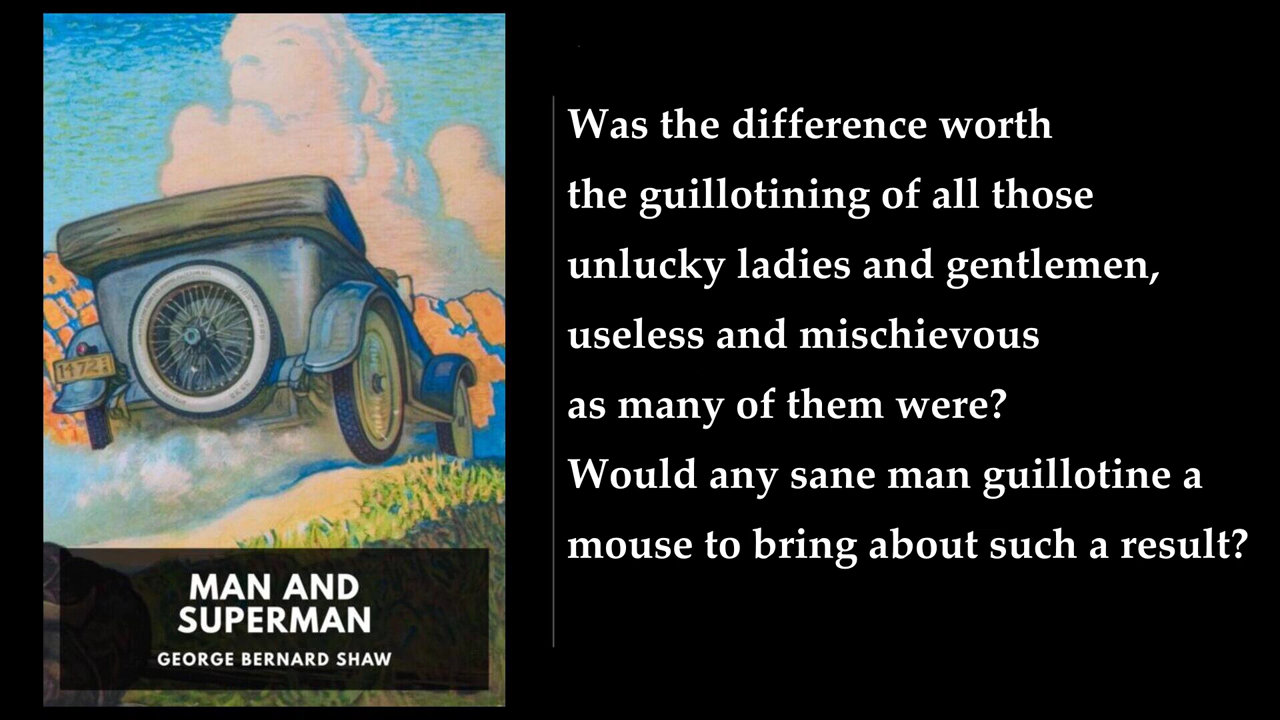 1472
MAN AND
SUPERMAN
GEORGE BERNARD SHAW
Was the difference worth
the guillotining of all those
unlucky ladies and gentlemen,
useless and mischievous
as many of them were?
Would any sane man guillotine a
mouse to bring about such a result?